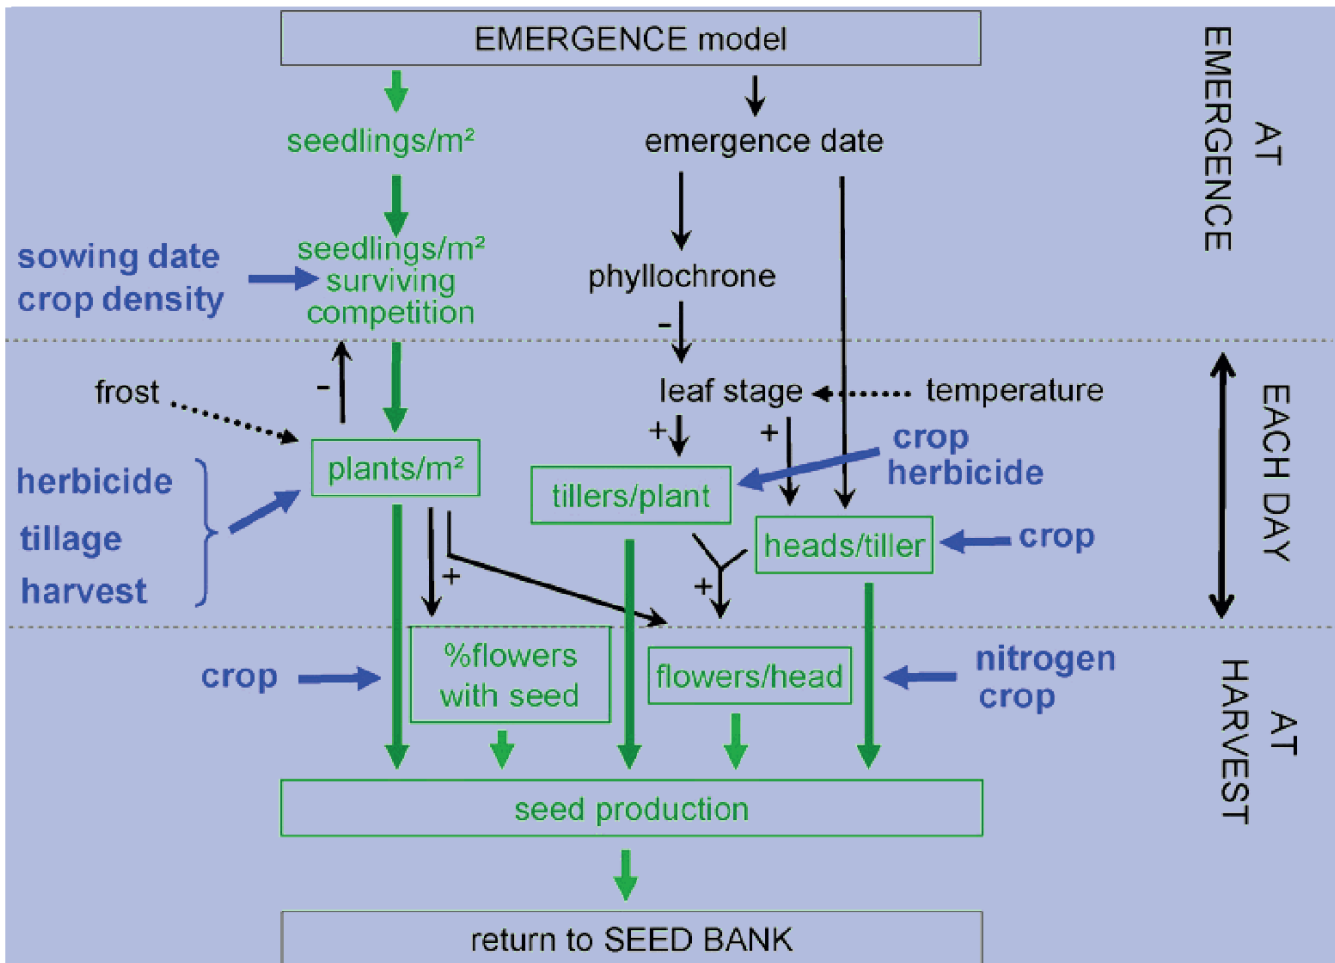 EMERGENCE model
seedlings/m²
emergence date
AT
EMERGENCE
sowing date
crop density
seedlings/m²
surviving
competition
phyllochrone
-
-
frost
leaf stage
temperature
+
+
EACH DAY
herbicide
tillage
harvest
plants/m²
tillers/plant
crop
herbicide
heads/tiller
crop
+
+
crop
%flowers
with seed
flowers/head
nitrogen
crop
AT
HARVEST
seed production
return to SEED BANK